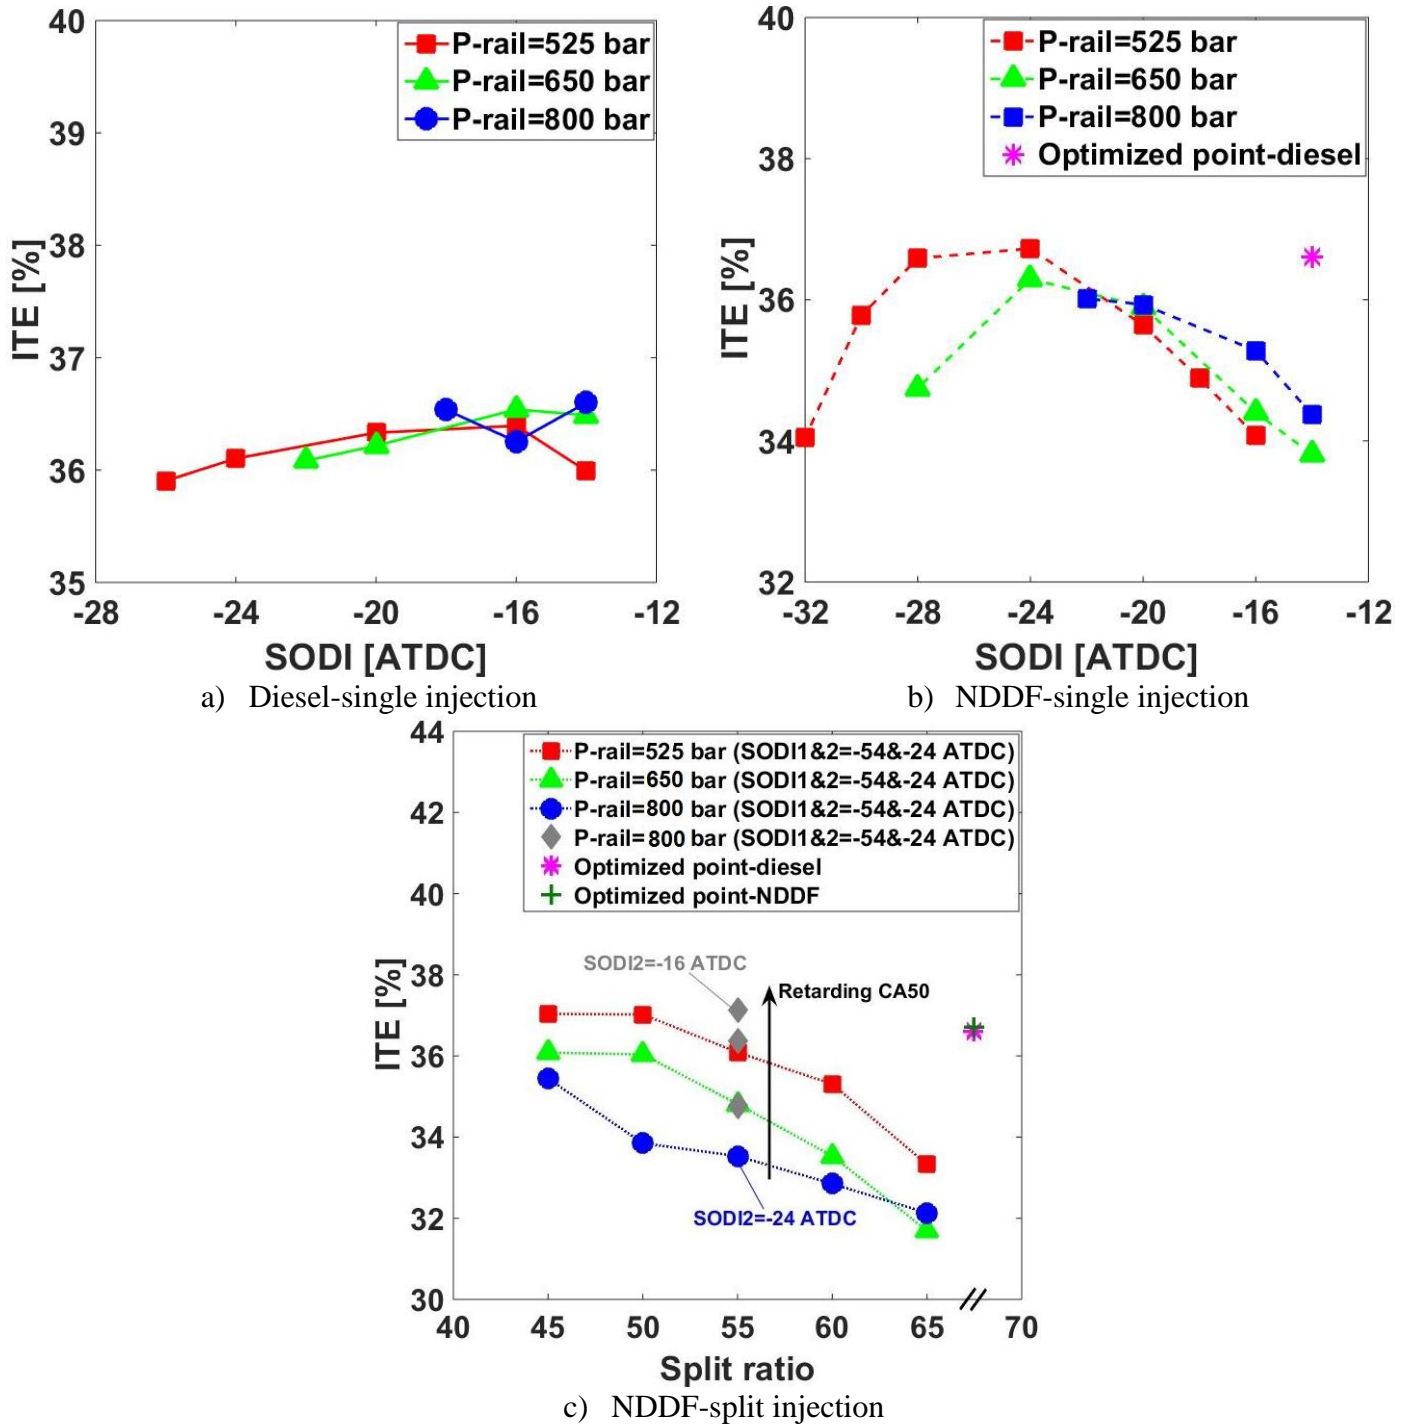 40
39
38
37
36
35
ITE [%]
-28
-24
-20
-16
-12
SODI [ATDC]
P-rail=525 bar
P-rail=650 bar
P-rail=800 bar
a) Diesel-single injection
40
38
36
34
32
ITE [%]
-32
-28
-24
-20
-16
-12
SODI [ATDC]
P-rail=525 bar
P-rail=650 bar
P-rail=800 bar
Optimized point-diesel
b) NDDF-single injection
44
42
40
38
36
34
32
30
ITE [%]
40
45
50
55
60
65
70
Split ratio
P-rail=525 bar (SODI1&2=-54&-24 ATDC)
P-rail=650 bar (SODI1&2=-54&-24 ATDC)
P-rail=800 bar (SODI1&2=-54&-24 ATDC)
P-rail=800 bar (SODI1&2=-54&-24 ATDC)
Optimized point-diesel
Optimized point-NDDF
SODI2=-16 ATDC
Retarding CA50
SODI2=-24 ATDC
c) NDDF-split injection